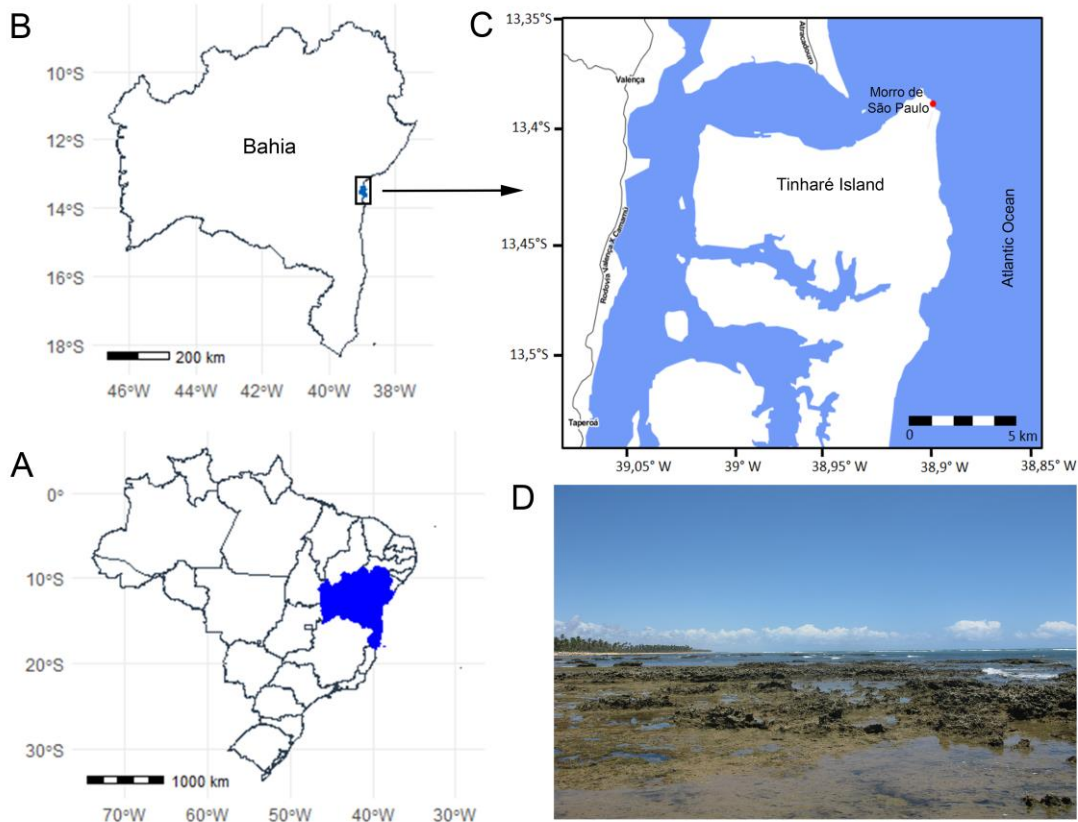 B
10°S
12°S
14°S
16°S
18°S
Bahia
200 km
46°W
44°W
42°W
40°W
38°W
C
13,35°S
13,4°S
13,45°S
13,5°S
Valença
Atracadouro
Morro de
São Paulo
Tinharé Island
Atlantic Ocean
Rodovia Valença X Camamú
Taperoá
0
5 km
39,05°W
39°W
38,95°W
38,9°W
38,85°W
A
0°
10°S
20°S
30°S
1000 km
70°W
60°W
50°W
40°W
30°W
D